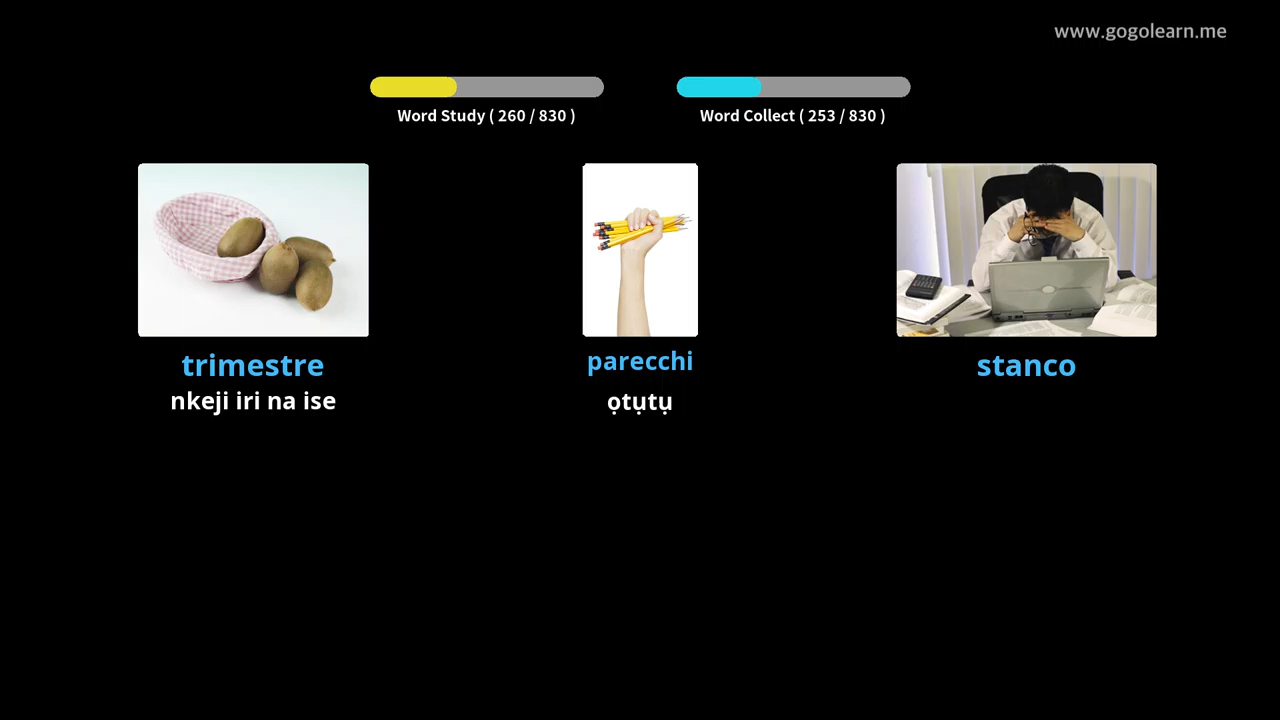 www.gogolearn.me
Word Study ( 260 / 830 )
Word Collect ( 253 / 830 )
trimestre
nkeji iri na ise
parecchi
ọtụtụ
stanco